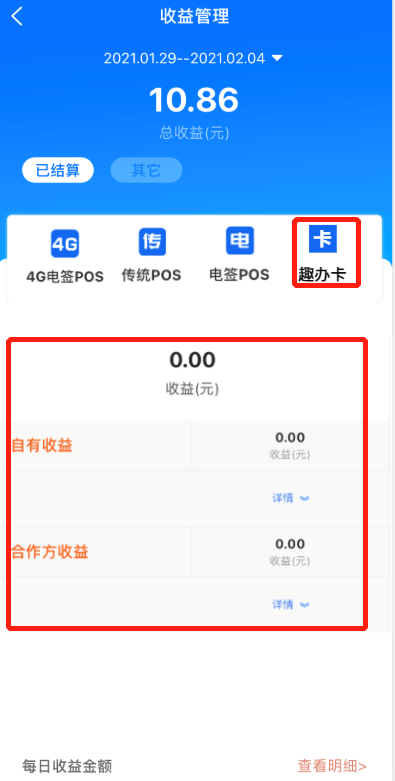 收益管理
2021.01.29--2021.02.04
10.86
总收益(元)
已结算
其它
4G
传
电
卡
4G电签POS
传统POS
电签POS
趣办卡
0.00
收益(元)
自有收益
0.00
收益(元)
详情
合作方收益
0.00
收益(元)
详情
每日收益金额
查看明细>